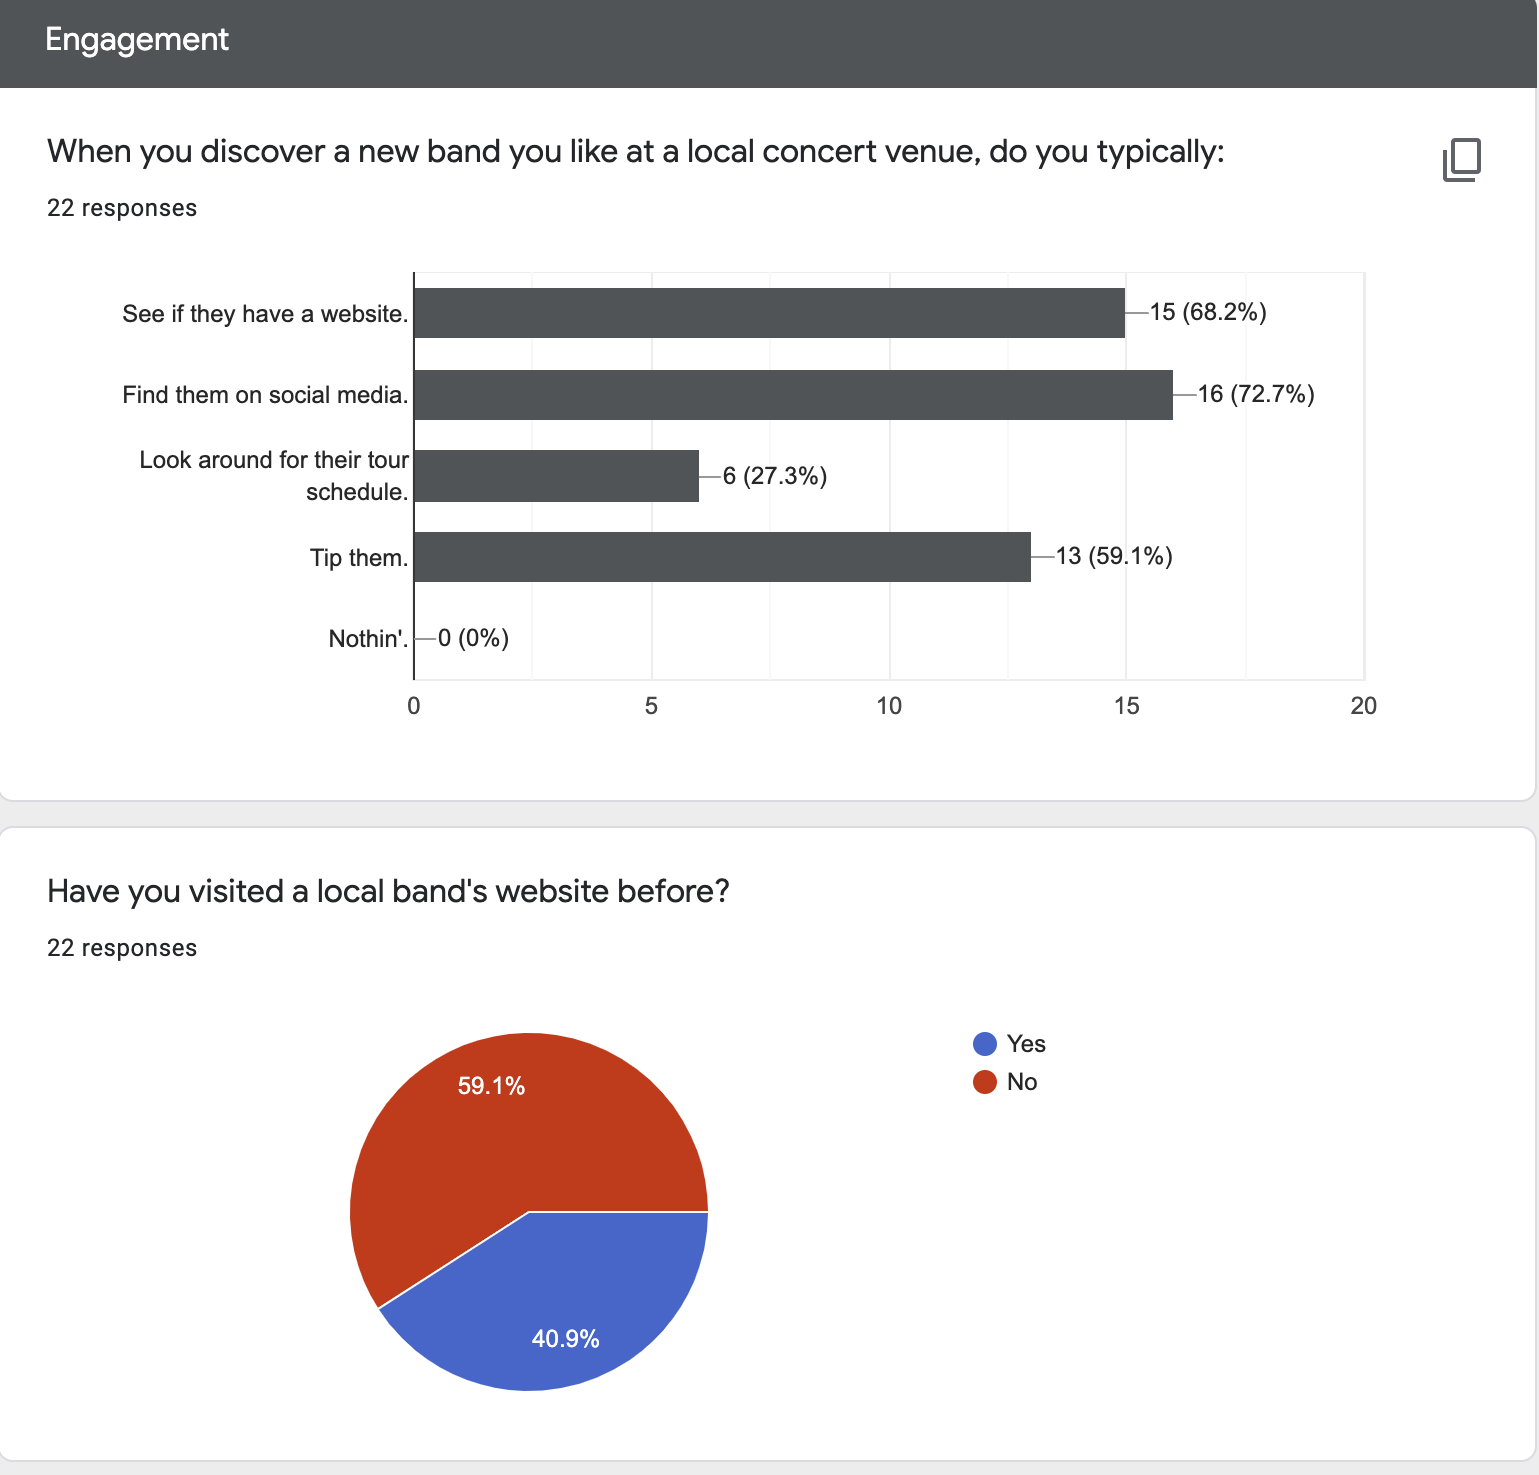 Engagement
When you discover a new band you like at a local concert venue, do you typically:
22 responses
See if they have a website.
15 (68.2%)
Find them on social media.
16 (72.7%)
Look around for their tour
schedule.
6 (27.3%)
Tip them.
13 (59.1%)
Nothin'.
0 (0%)
0 5 10 15 20
Have you visited a local band's website before?
22 responses
Yes
No
59.1%
40.9%